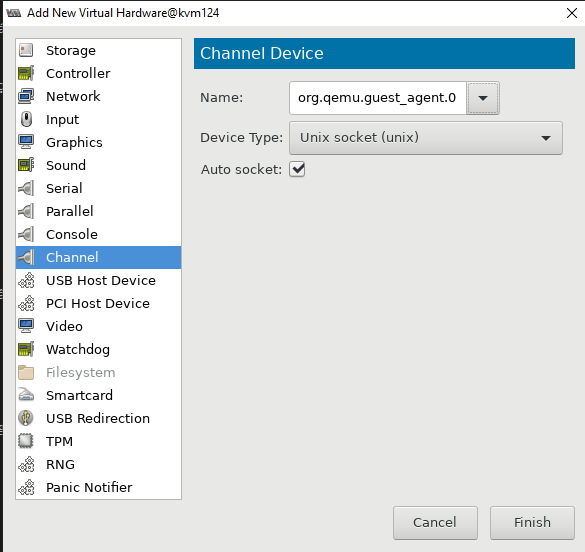 Add New Virtual Hardware@kvm124
Storage
Controller
Network
Input
Graphics
Sound
Serial
Parallel
Console
Channel
USB Host Device
PCI Host Device
Video
Watchdog
Filesystem
Smartcard
USB Redirection
TPM
RNG
Panic Notifier
Channel Device
Name: org.qemu.guest_agent.0
Device Type: Unix socket (unix)
Auto socket:
Cancel Finish